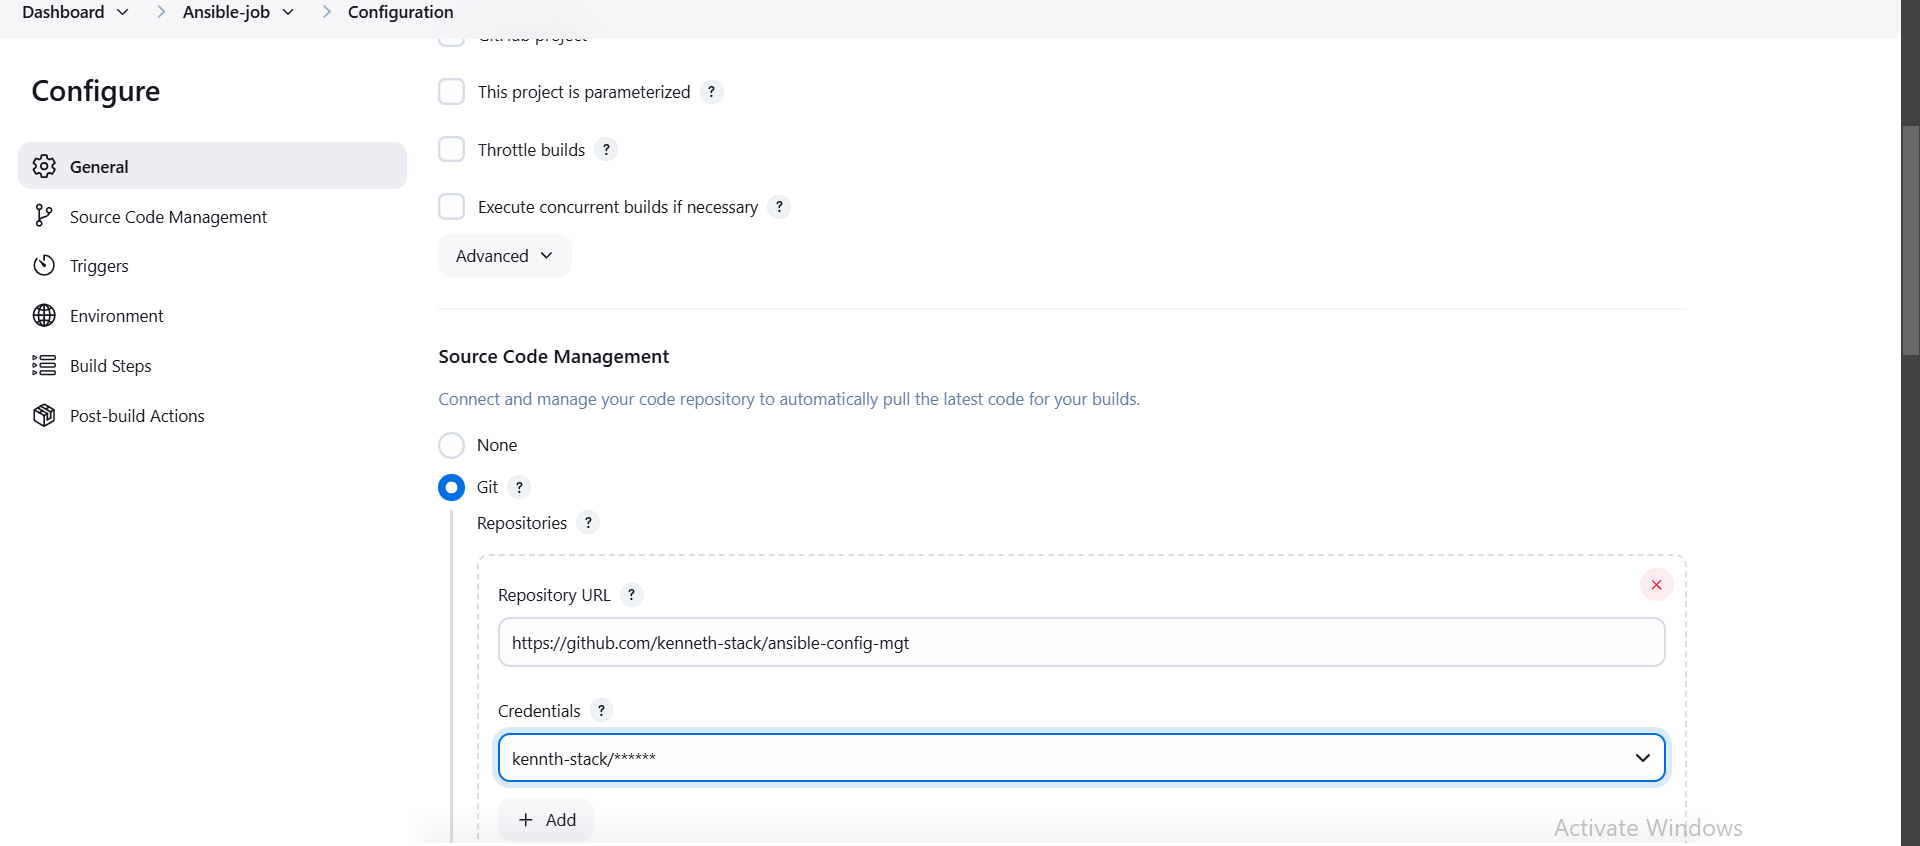 Dashboard
Ansible-job
Configuration
GitHub project
Configure
This project is parameterized ?
General
Throttle builds ?
Source Code Management
Execute concurrent builds if necessary ?
Triggers
Advanced
Environment
Build Steps
Post-build Actions
Source Code Management
Connect and manage your code repository to automatically pull the latest code for your builds.
None
Git ?
Repositories ?
Repository URL ?
https://github.com/kenneth-stack/ansible-config-mgt
Credentials ?
kennth-stack/******
+ Add
Activate Windows